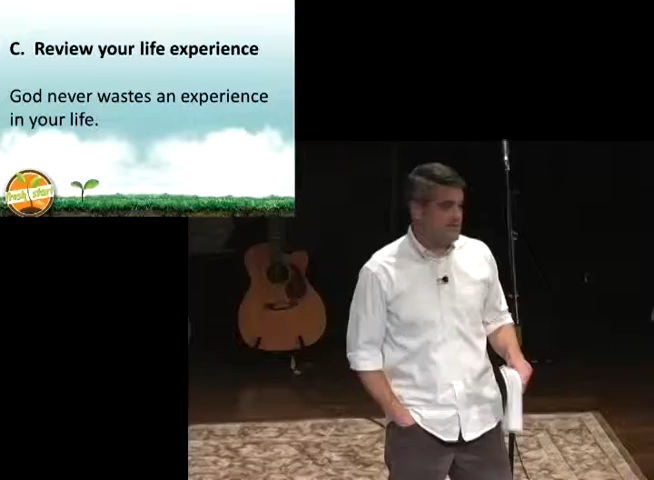 C. Review your life experience
God never wastes an experience
in your life.
fresh start